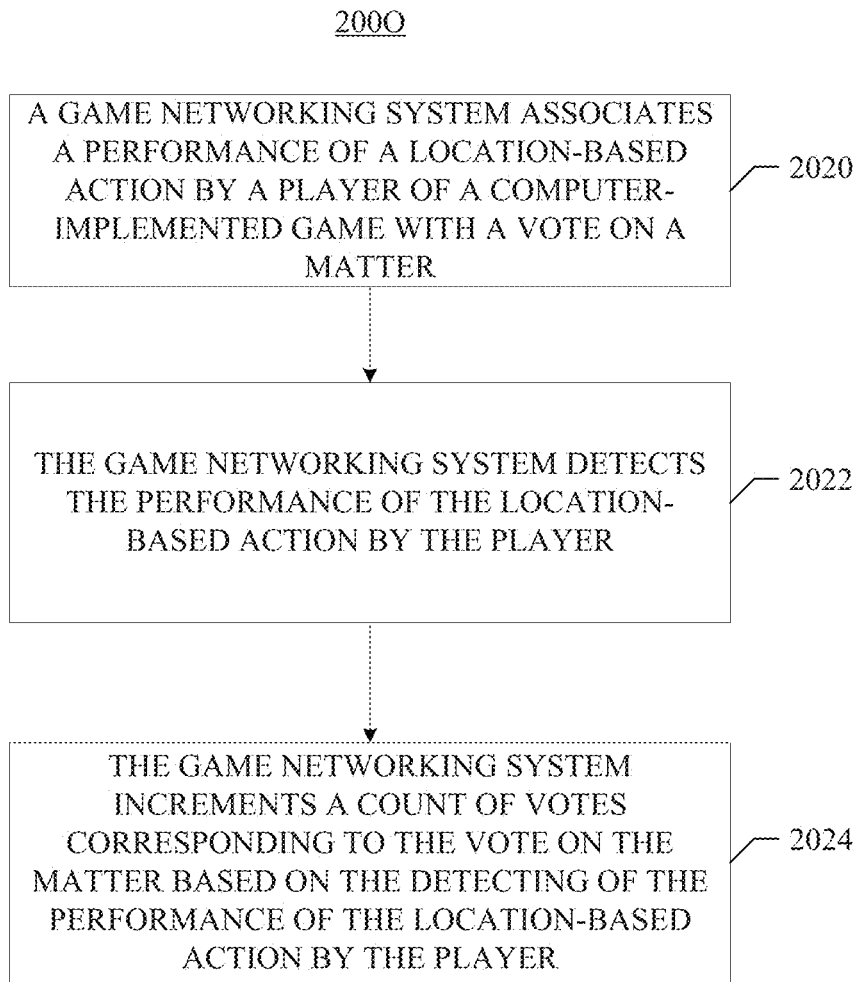 200O
A GAME NETWORKING SYSTEM ASSOCIATES
A PERFORMANCE OF A LOCATION-BASED
ACTION BY A PLAYER OF A COMPUTER-
IMPLEMENTED GAME WITH A VOTE ON A
MATTER
2020
THE GAME NETWORKING SYSTEM DETECTS
THE PERFORMANCE OF THE LOCATION-
BASED ACTION BY THE PLAYER
2022
THE GAME NETWORKING SYSTEM
INCREMENTS A COUNT OF VOTES
CORRESPONDING TO THE VOTE ON THE
MATTER BASED ON THE DETECTING OF THE
PERFORMANCE OF THE LOCATION-BASED
ACTION BY THE PLAYER
2024